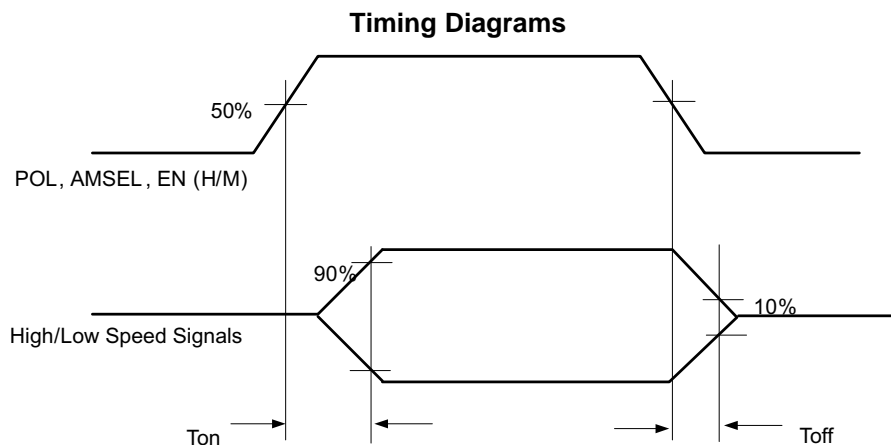 Timing Diagrams
50%
POL, AMSEL, EN (H/M)
90%
10%
High/Low Speed Signals
Ton
Toff